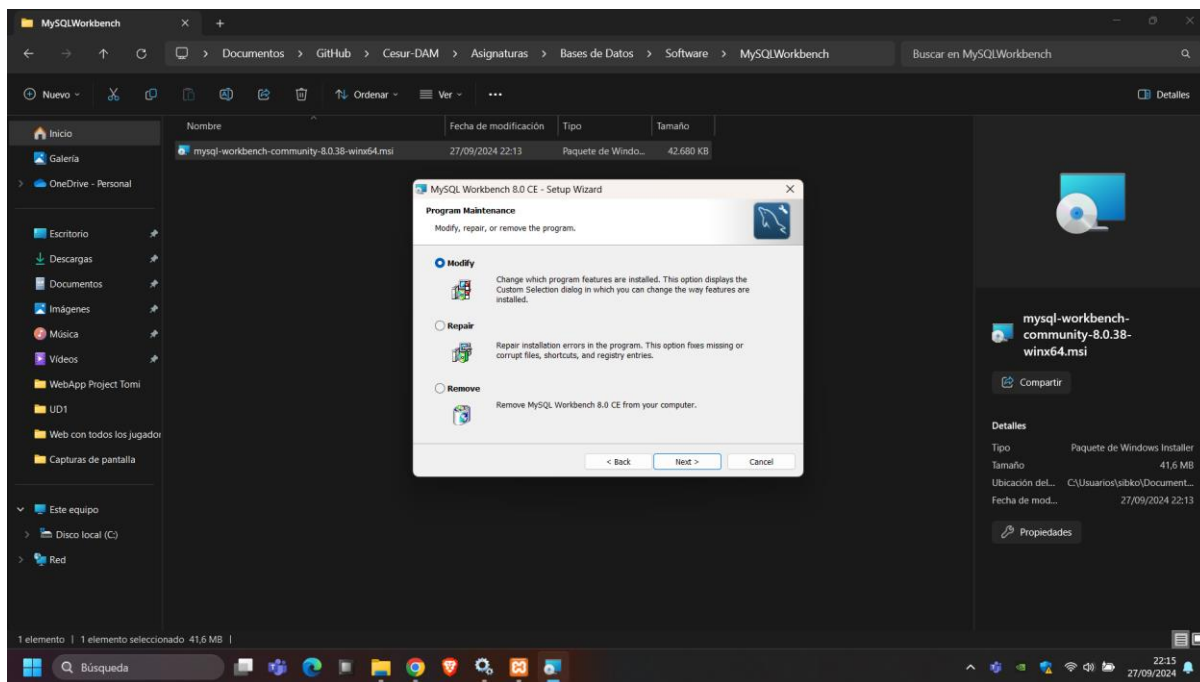 MySQLWorkbench
Documentos > GitHub > Cesur-DAM > Asignaturas > Bases de Datos > Software > MySQLWorkbench
Buscar en MySQLWorkbench
Nuevo
Ordenar
Ver
Detalles
Inicio
Galería
OneDrive - Personal
Escritorio
Descargas
Documentos
Imágenes
Música
Vídeos
WebApp Project Tomi
UD1
Web con todos los jugador
Capturas de pantalla
Este equipo
Disco local (C:)
Red
Nombre Fecha de modificación Tipo Tamaño
mysql-workbench-community-8.0.38-winx64.msi 27/09/2024 22:13 Paquete de Windo... 42.680 KB
MySQL Workbench 8.0 CE - Setup Wizard
Program Maintenance
Modify, repair, or remove the program.
Modify
Change which program features are installed. This option displays the
Custom Selection dialog in which you can change the way features are
installed.
Repair
Repair installation errors in the program. This option fixes missing or
corrupt files, shortcuts, and registry entries.
Remove
Remove MySQL Workbench 8.0 CE from your computer.
< Back
Next >
Cancel
mysql-workbench-
community-8.0.38-
winx64.msi
Compartir
Detalles
Tipo Paquete de Windows Installer
Tamaño 41,6 MB
Ubicación del... C:\Usuarios\sibko\Document...
Fecha de mod... 27/09/2024 22:13
Propiedades
1 elemento | 1 elemento seleccionado 41,6 MB |
Búsqueda
22:15
27/09/2024